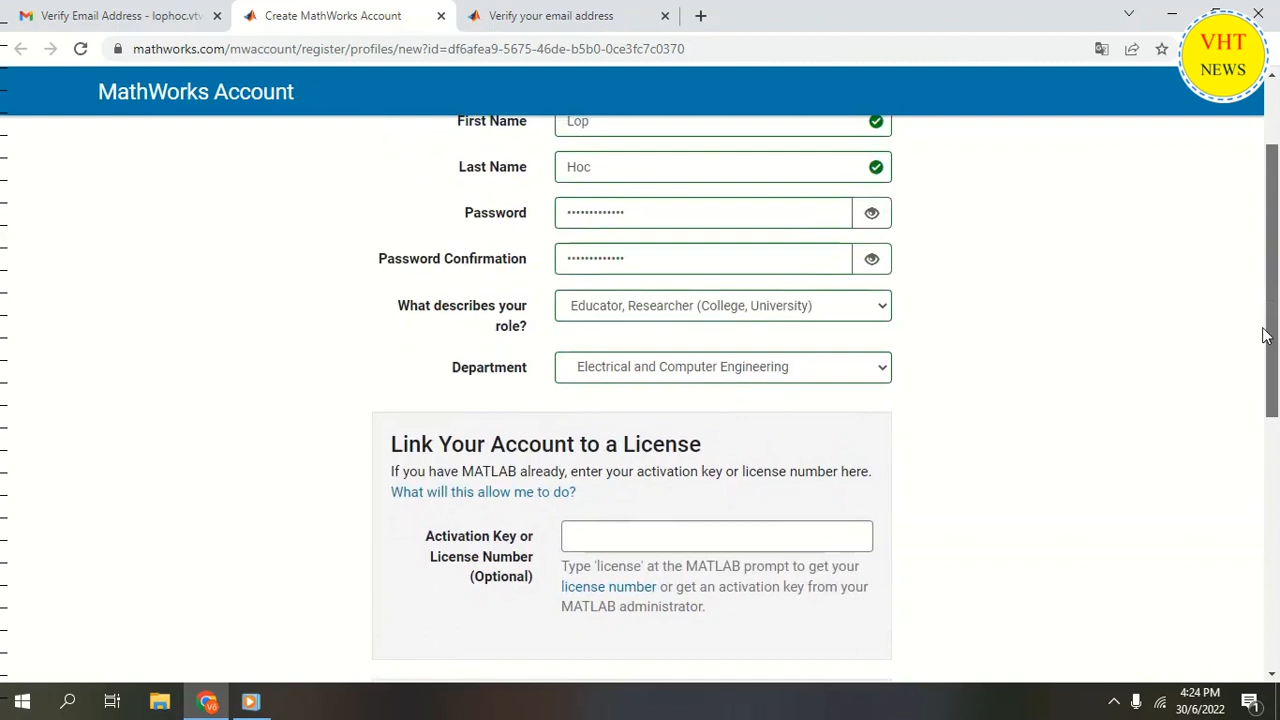 Verify Email Address - lophoc.vtv
Create MathWorks Account
Verify your email address
mathworks.com/mwaccount/register/profiles/new?id=df6afea9-5675-46de-b5b0-0ce3fc7c0370
VHT
NEWS
MathWorks Account
First Name
Lop
Last Name
Hoc
Password
•••••••••••••
Password Confirmation
•••••••••••••
What describes your
role?
Educator, Researcher (College, University)
Department
Electrical and Computer Engineering
Link Your Account to a License
If you have MATLAB already, enter your activation key or license number here.
What will this allow me to do?
Activation Key or
License Number
(Optional)
Type 'license' at the MATLAB prompt to get your
license number or get an activation key from your
MATLAB administrator.
4:24 PM
30/6/2022